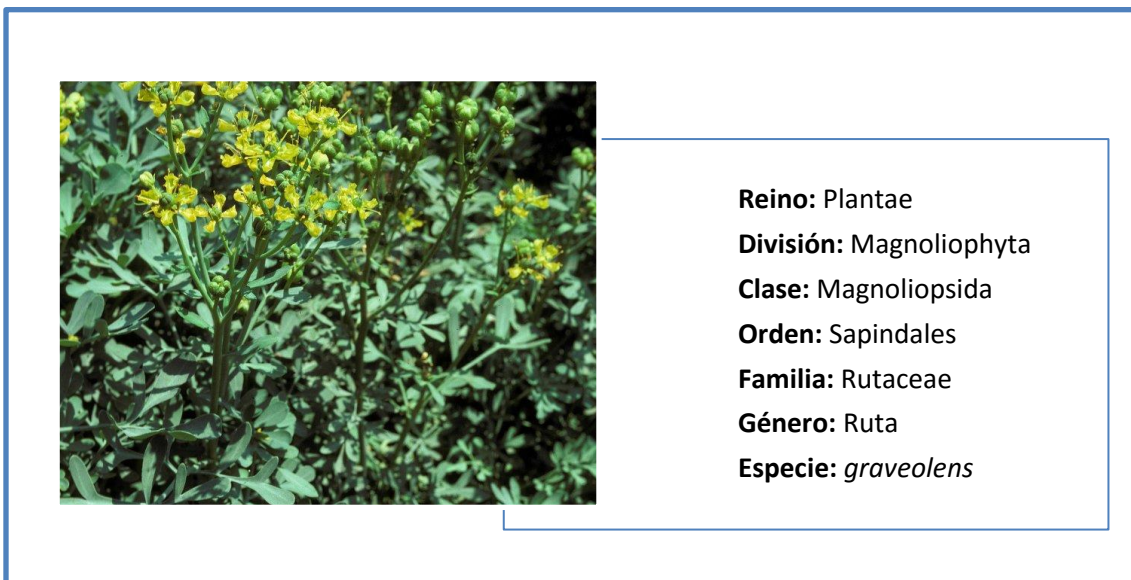 Reino: Plantae
División: Magnoliophyta
Clase: Magnoliopsida
Orden: Sapindales
Familia: Rutaceae
Género: Ruta
Especie: graveolens